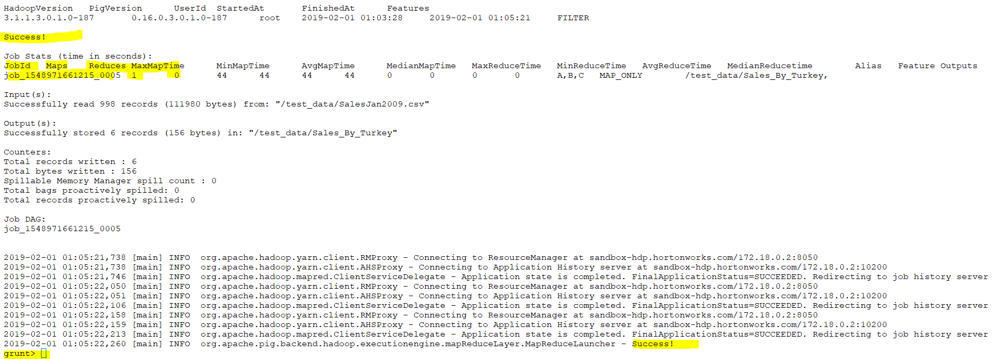 HadoopVersion PigVersion UserId StartedAt FinishedAt Features
3.1.1.3.0.1.0-187 0.16.0.3.0.1.0-187 root 2019-02-01 01:03:28 2019-02-01 01:05:21 FILTER
Success!
Job Stats (time in seconds):
JobId Maps Reduces MaxMapTime MinMapTime AvgMapTime MedianMapTime MaxReduceTime MinReduceTime AvgReduceTime MedianReducetime Alias Feature Outputs
job_1548971661215_0005 1 0 44 44 44 44 0 0 0 0 A,B,C MAP_ONLY /test_data/Sales_By_Turkey,
Input(s):
Successfully read 998 records (111980 bytes) from: "/test_data/SalesJan2009.csv"
Output(s):
Successfully stored 6 records (156 bytes) in: "/test_data/Sales_By_Turkey"
Counters:
Total records written : 6
Total bytes written : 156
Spillable Memory Manager spill count : 0
Total bags proactively spilled: 0
Total records proactively spilled: 0
Job DAG:
job_1548971661215_0005
2019-02-01 01:05:21,738 [main] INFO org.apache.hadoop.yarn.client.RMProxy - Connecting to ResourceManager at sandbox-hdp.hortonworks.com/172.18.0.2:8050
2019-02-01 01:05:21,738 [main] INFO org.apache.hadoop.yarn.client.AHSProxy - Connecting to Application History server at sandbox-hdp.hortonworks.com/172.18.0.2:10200
2019-02-01 01:05:21,746 [main] INFO org.apache.hadoop.mapred.ClientServiceDelegate - Application state is completed. FinalApplicationStatus=SUCCEEDED. Redirecting to job history server
2019-02-01 01:05:22,050 [main] INFO org.apache.hadoop.yarn.client.RMProxy - Connecting to ResourceManager at sandbox-hdp.hortonworks.com/172.18.0.2:8050
2019-02-01 01:05:22,051 [main] INFO org.apache.hadoop.yarn.client.AHSProxy - Connecting to Application History server at sandbox-hdp.hortonworks.com/172.18.0.2:10200
2019-02-01 01:05:22,106 [main] INFO org.apache.hadoop.mapred.ClientServiceDelegate - Application state is completed. FinalApplicationStatus=SUCCEEDED. Redirecting to job history server
2019-02-01 01:05:22,158 [main] INFO org.apache.hadoop.yarn.client.RMProxy - Connecting to ResourceManager at sandbox-hdp.hortonworks.com/172.18.0.2:8050
2019-02-01 01:05:22,159 [main] INFO org.apache.hadoop.yarn.client.AHSProxy - Connecting to Application History server at sandbox-hdp.hortonworks.com/172.18.0.2:10200
2019-02-01 01:05:22,213 [main] INFO org.apache.hadoop.mapred.ClientServiceDelegate - Application state is completed. FinalApplicationStatus=SUCCEEDED. Redirecting to job history server
2019-02-01 01:05:22,260 [main] INFO org.apache.pig.backend.hadoop.executionengine.mapReduceLayer.MapReduceLauncher - Success!
grunt>